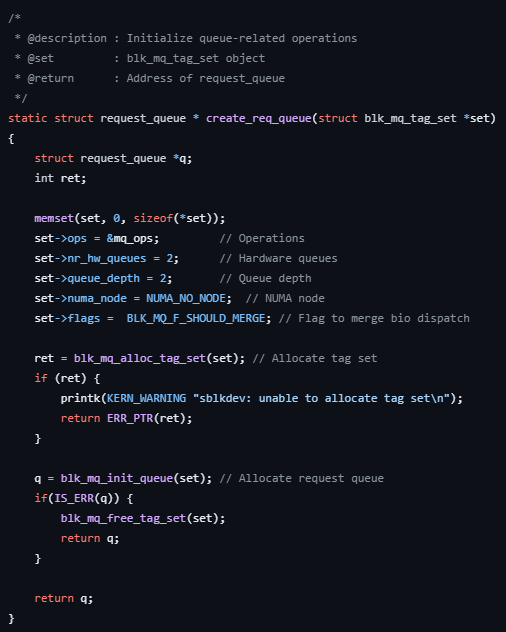 /*
 * @description : Initialize queue-related operations
 * @set         : blk_mq_tag_set object
 * @return      : Address of request_queue
 */
static struct request_queue * create_req_queue(struct blk_mq_tag_set *set)
{
    struct request_queue *q;
    int ret;

    memset(set, 0, sizeof(*set));
    set->ops = &mq_ops;         // Operations
    set->nr_hw_queues = 2;      // Hardware queues
    set->queue_depth = 2;       // Queue depth
    set->numa_node = NUMA_NO_NODE;  // NUMA node
    set->flags =  BLK_MQ_F_SHOULD_MERGE; // Flag to merge bio dispatch

    ret = blk_mq_alloc_tag_set(set); // Allocate tag set
    if (ret) {
        printk(KERN_WARNING "sblkdev: unable to allocate tag set\n");
        return ERR_PTR(ret);
    }

    q = blk_mq_init_queue(set); // Allocate request queue
    if(IS_ERR(q)) {
        blk_mq_free_tag_set(set);
        return q;
    }

    return q;
}